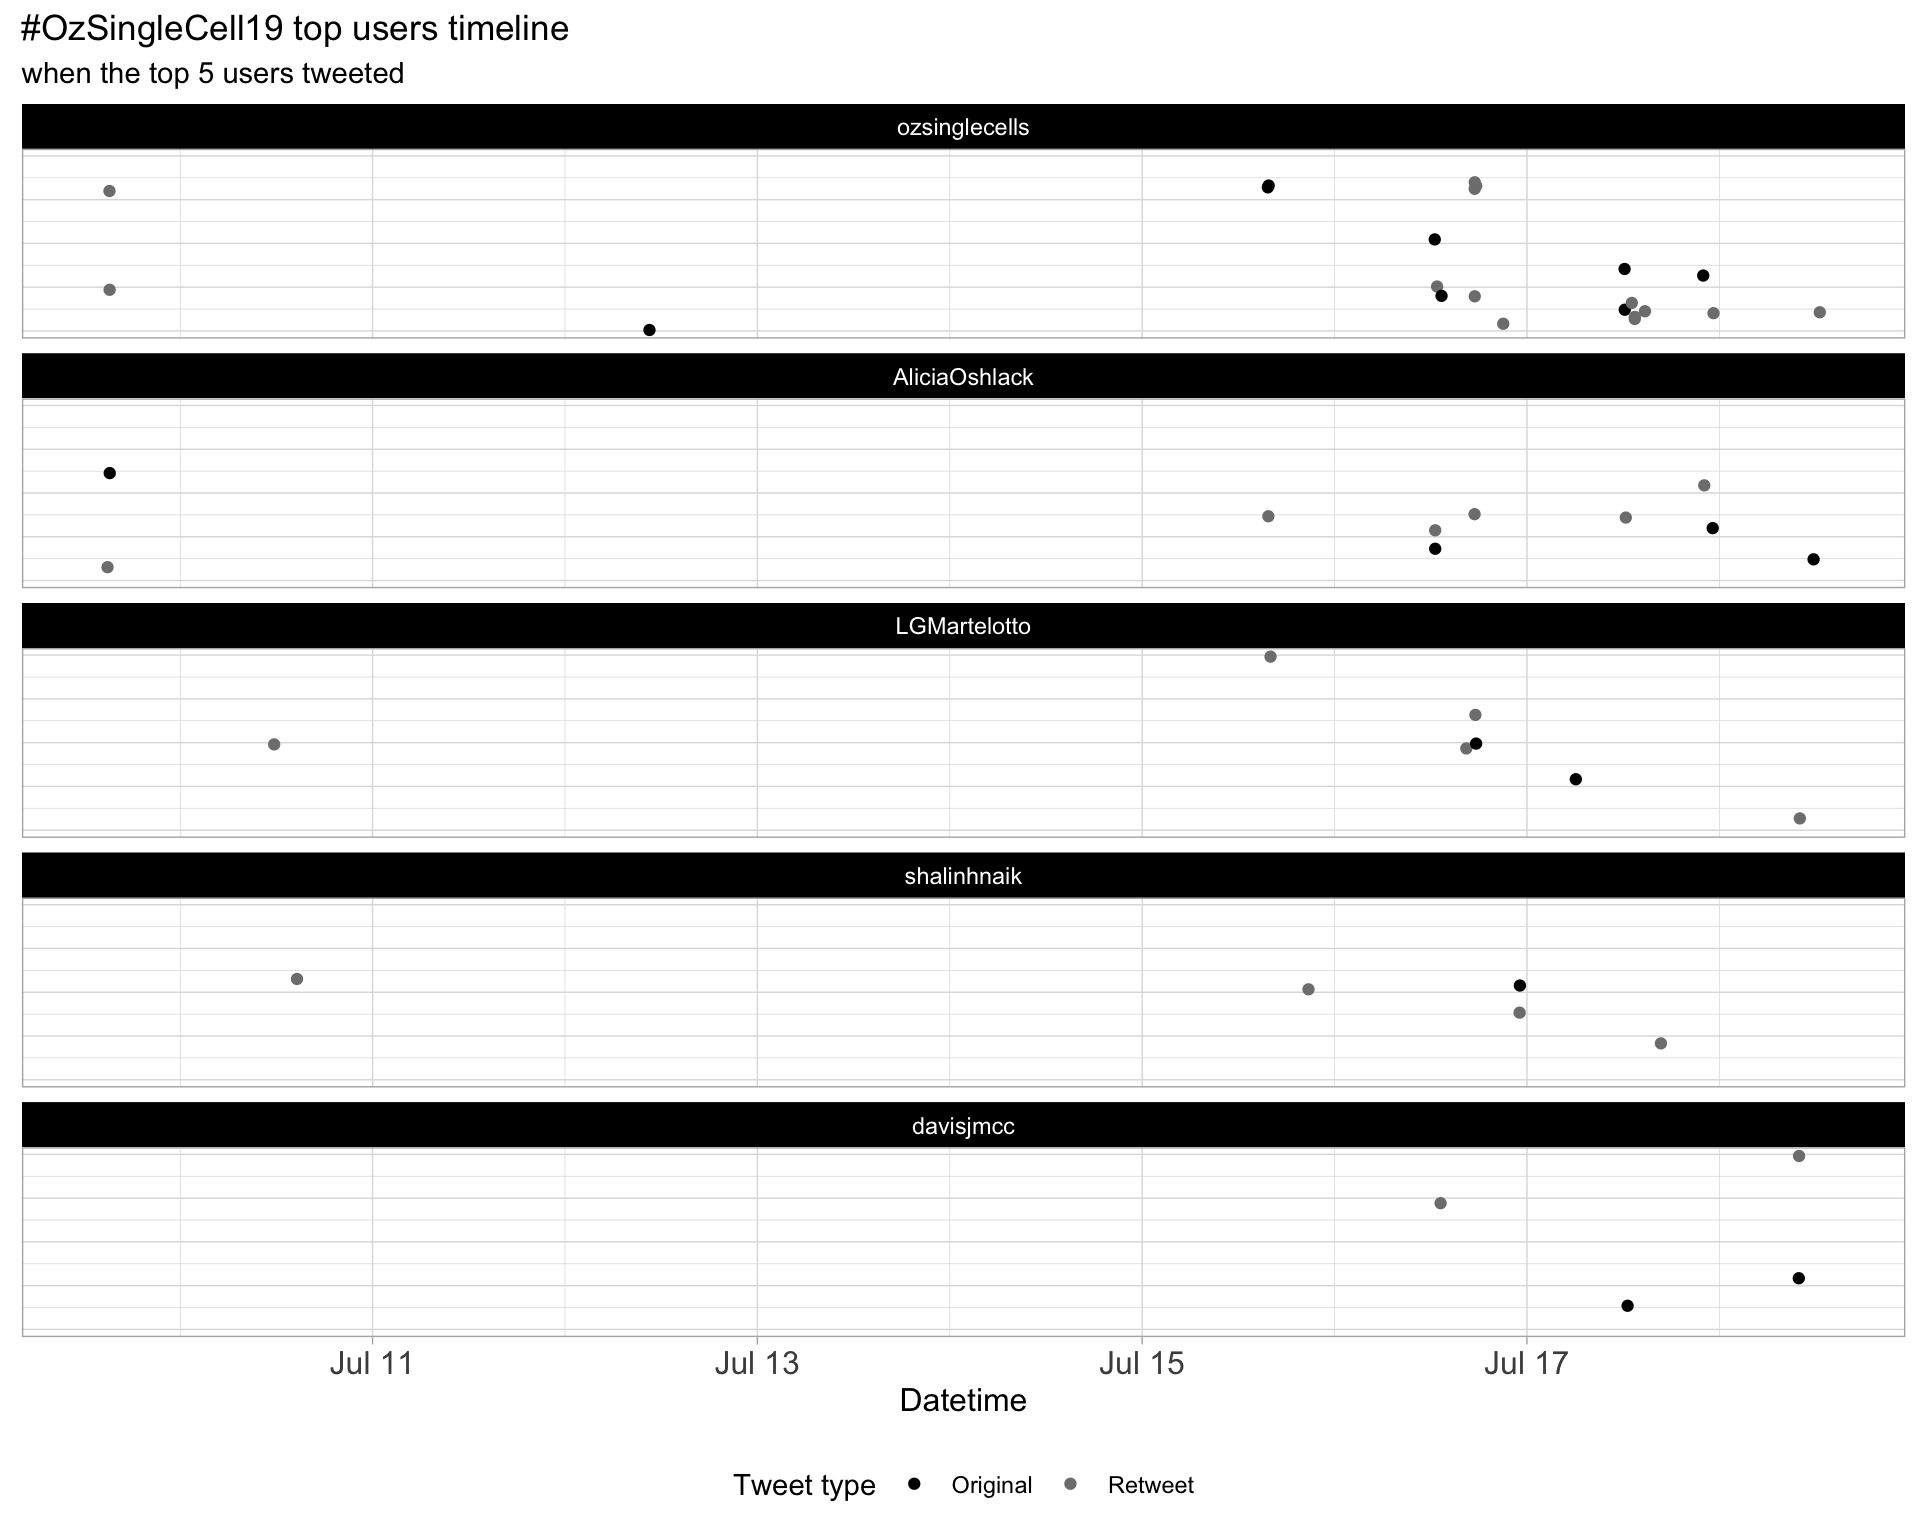 #OzSingleCell19 top users timeline
when the top 5 users tweeted
ozsinglecells
AliciaOshlack
LGMartelotto
shalinhnaik
davisjmcc
Jul 11 Jul 13 Jul 15 Jul 17
Datetime
Tweet type Original Retweet